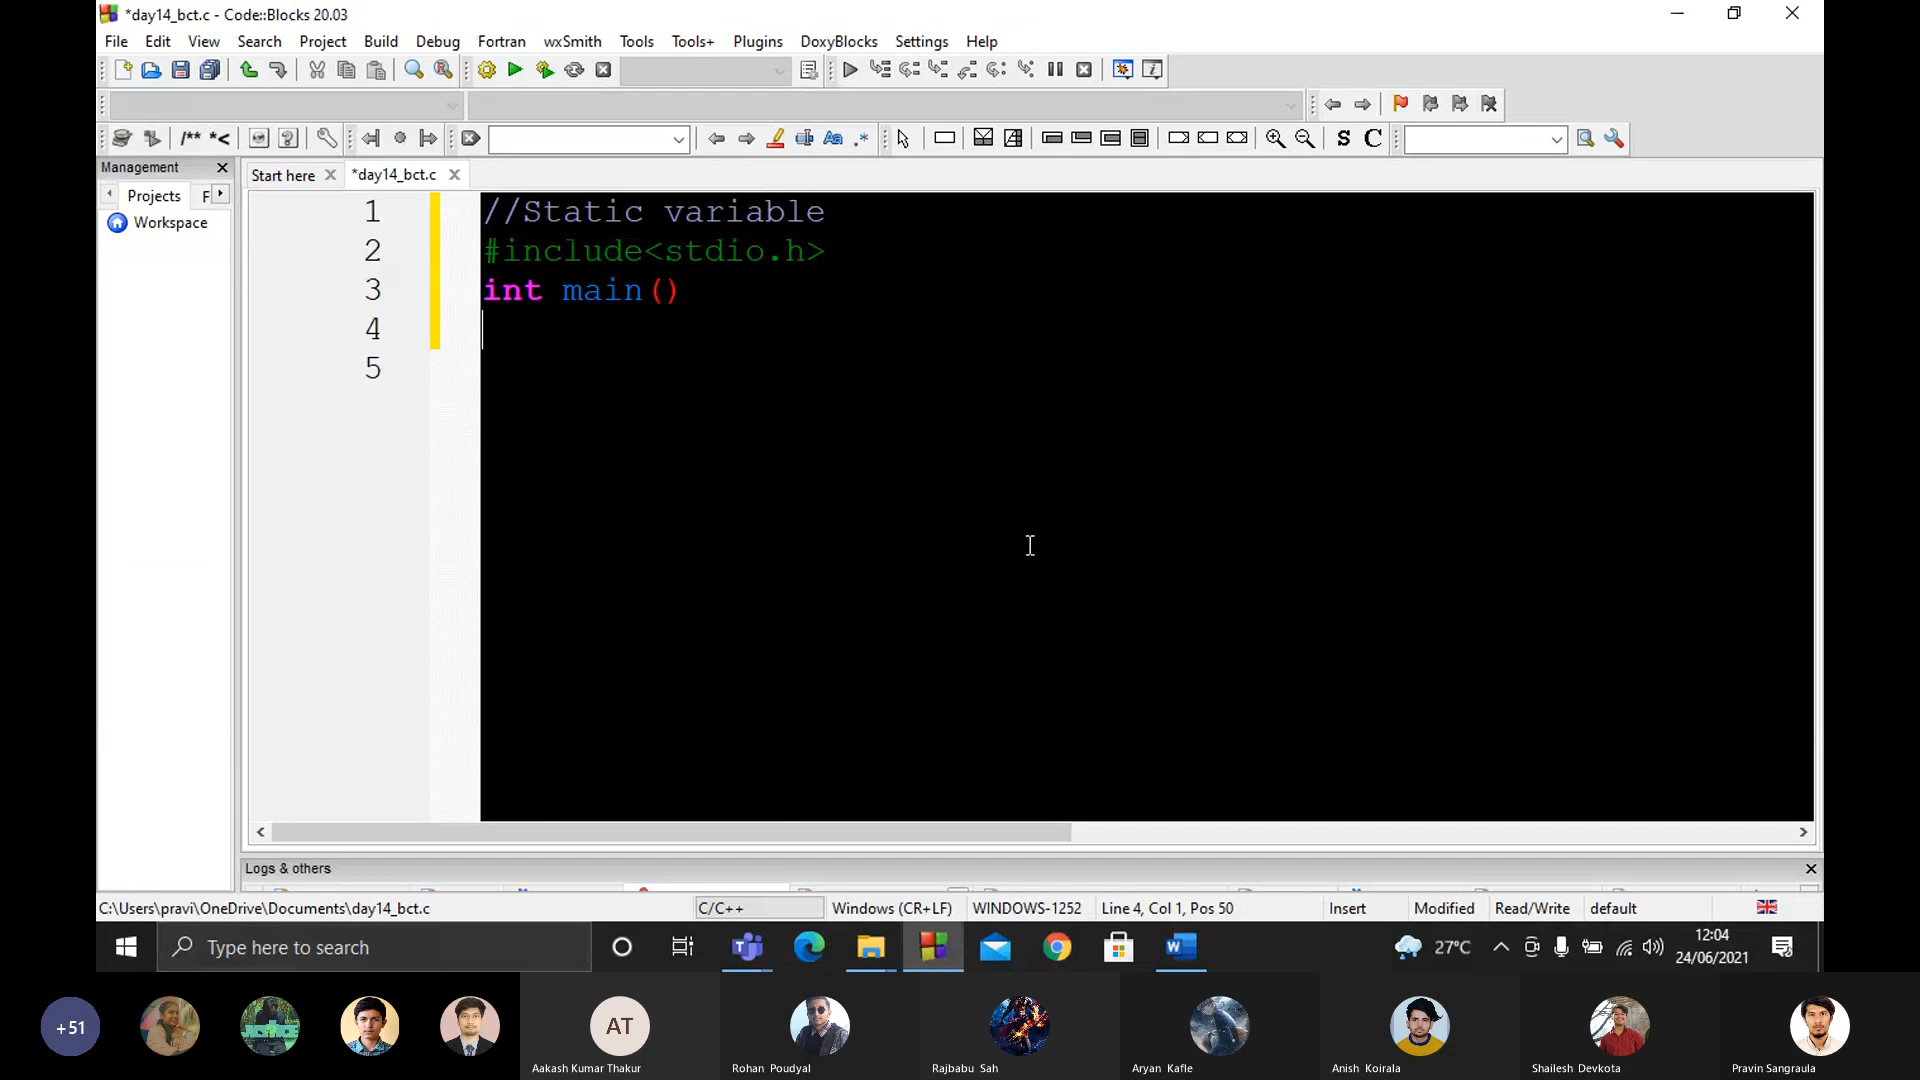 *day14_bct.c - Code::Blocks 20.03
File Edit View Search Project Build Debug Fortran wxSmith Tools Tools+ Plugins DoxyBlocks Settings Help
/** *< S C
Management
Start here *day14_bct.c
Projects F
Workspace
1 //Static variable
2 #include<stdio.h>
3 int main()
4
5
Logs & others
C:\Users\pravi\OneDrive\Documents\day14_bct.c C/C++ Windows (CR+LF) WINDOWS-1252 Line 4, Col 1, Pos 50 Insert Modified Read/Write default
Type here to search 27°C 12:04
24/06/2021
+51 AT
Aakash Kumar Thakur Rohan Poudyal Rajbabu Sah Aryan Kafle Anish Koirala Shailesh Devkota Pravin Sangraula